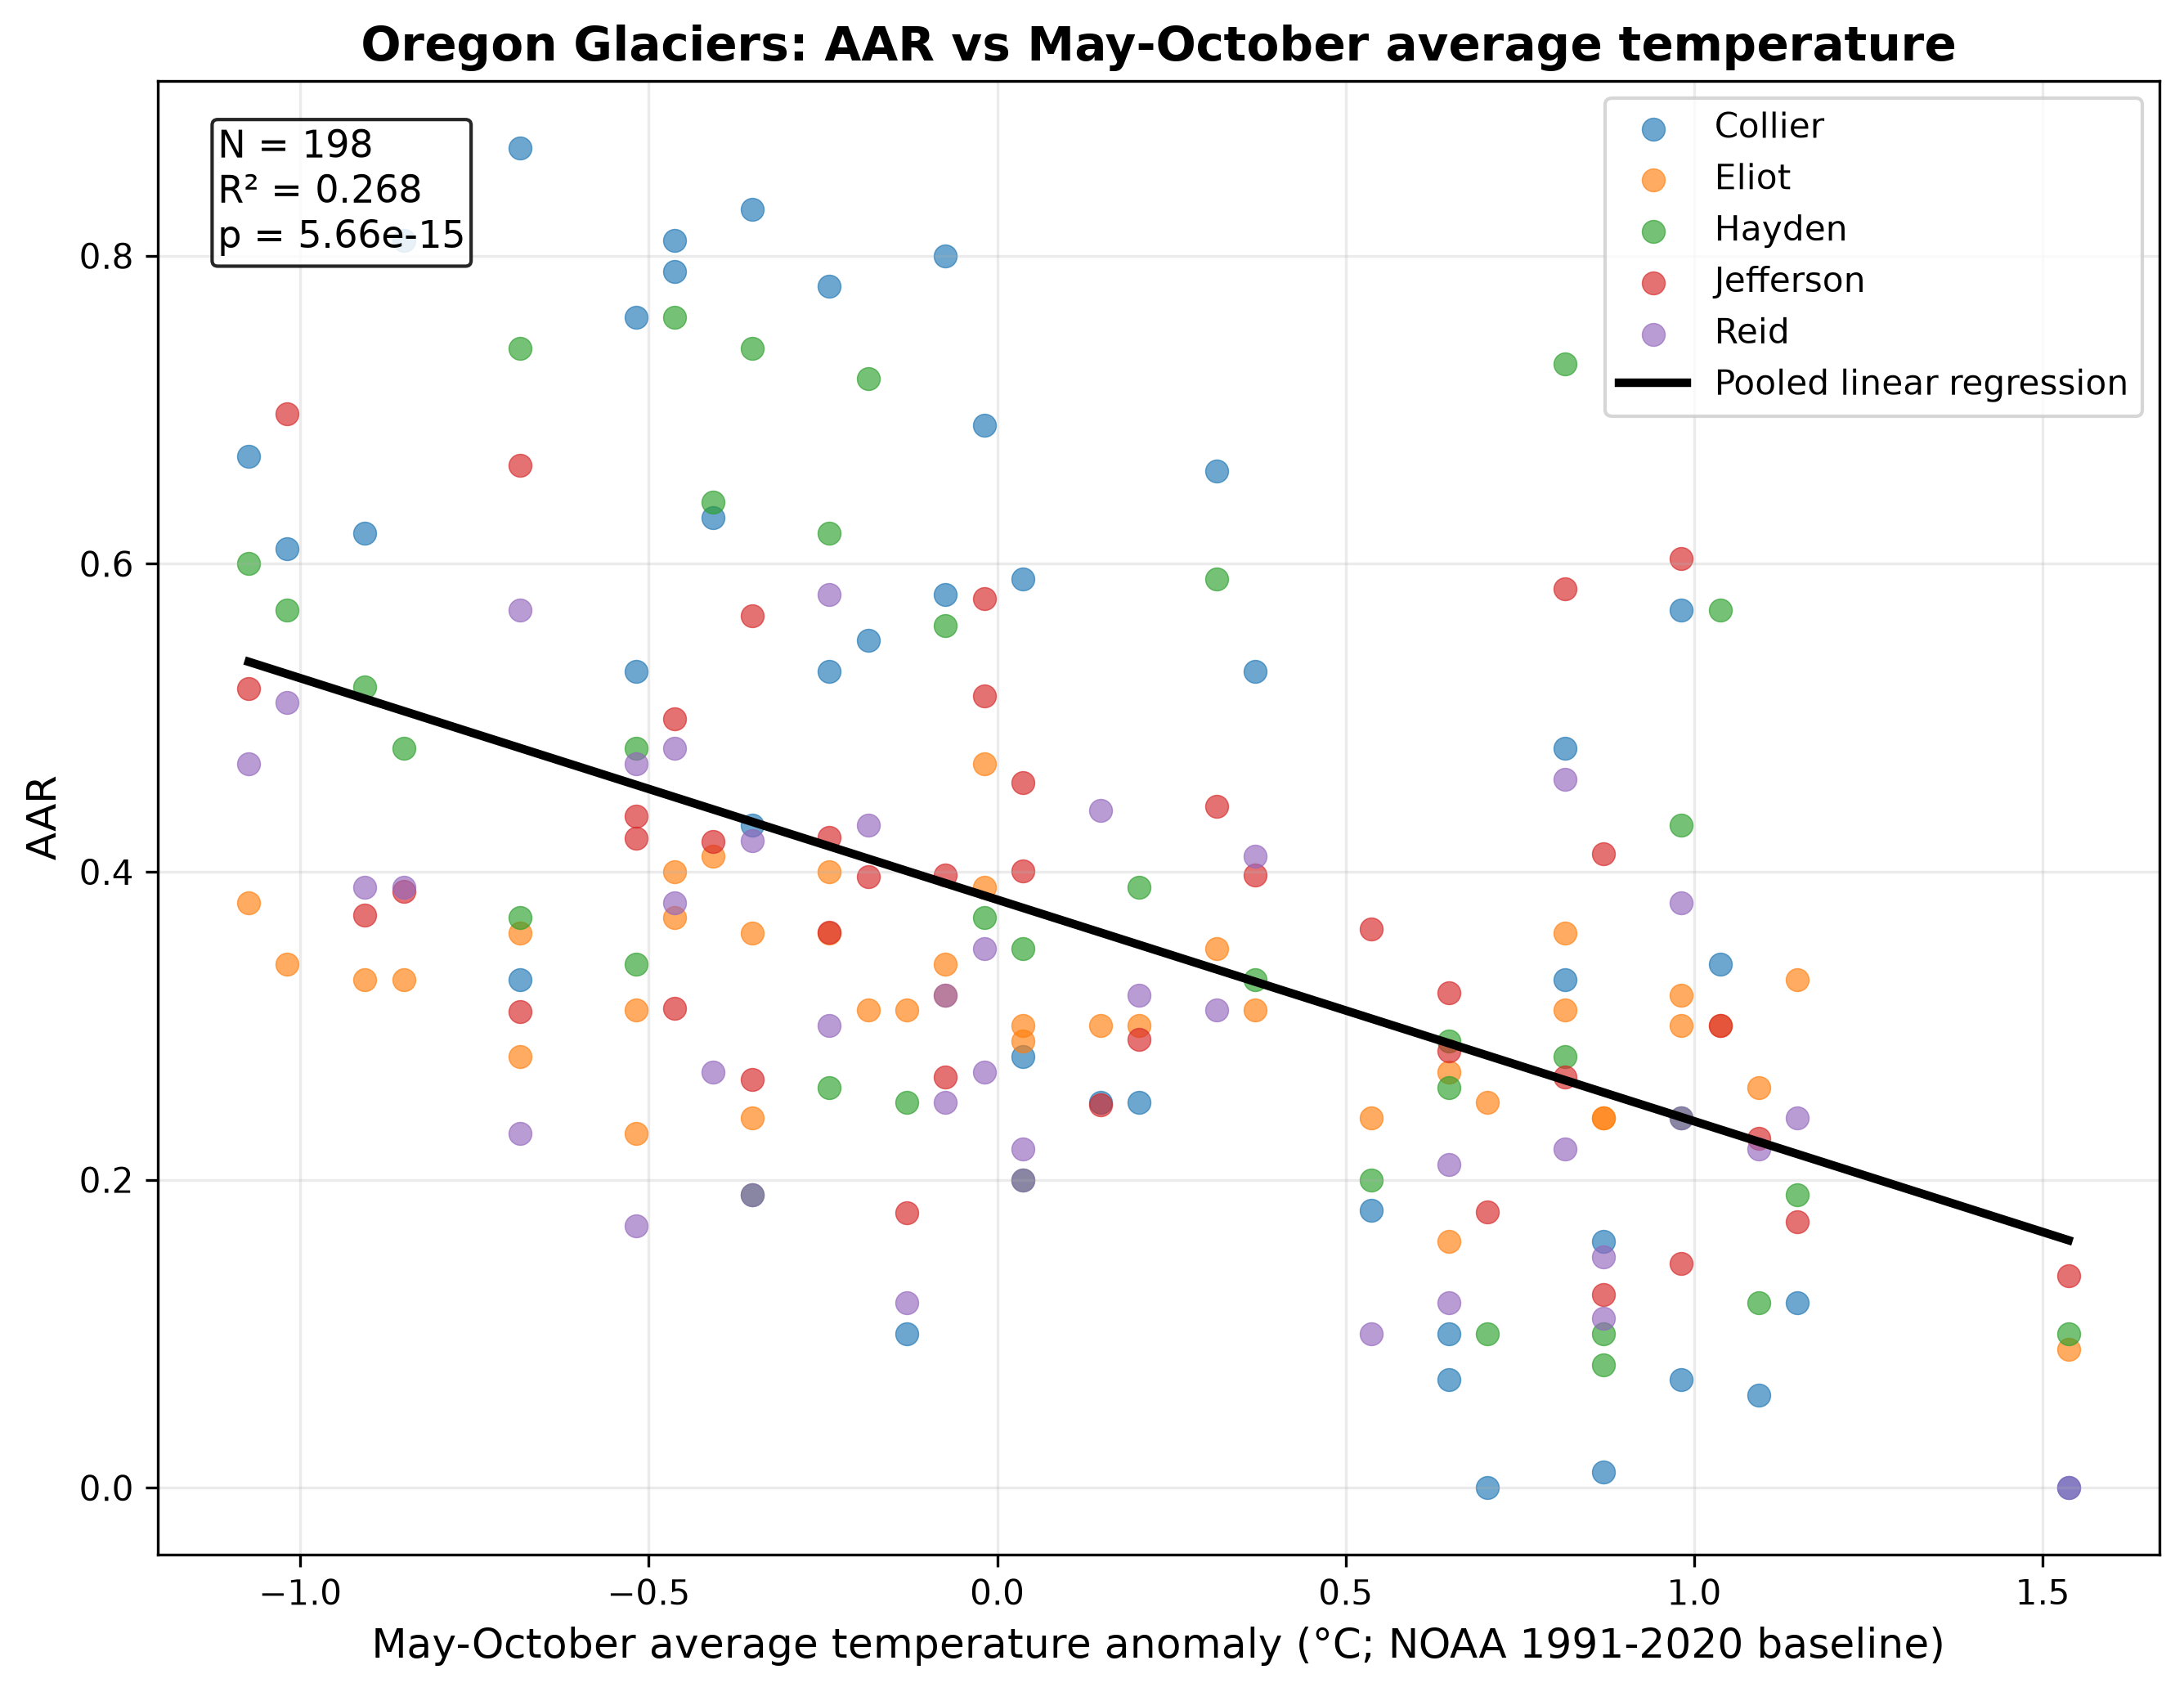 Oregon Glaciers: AAR vs May-October average temperature
N = 198
R² = 0.268
p = 5.66e-15
Collier
Eliot
Hayden
Jefferson
Reid
Pooled linear regression
AAR
0.8
0.6
0.4
0.2
0.0
−1.0 −0.5 0.0 0.5 1.0 1.5
May-October average temperature anomaly (°C; NOAA 1991-2020 baseline)